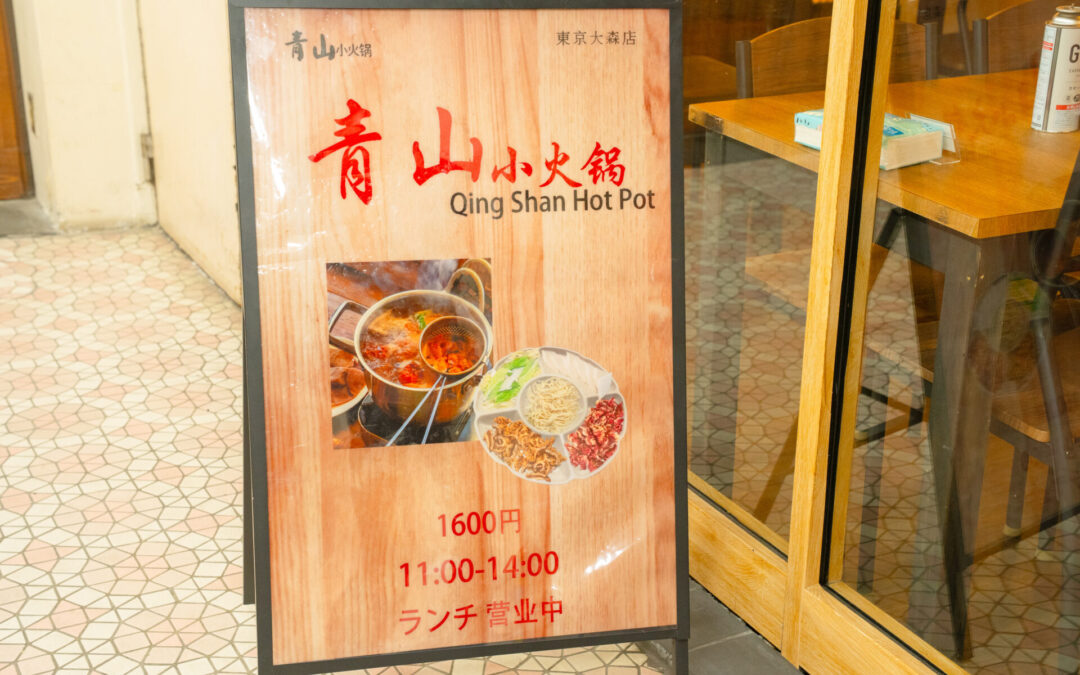 青山小火锅
東京大森店
青山小火锅
Qing Shan Hot Pot
1600円
11:00-14:00
ランチ 营业中